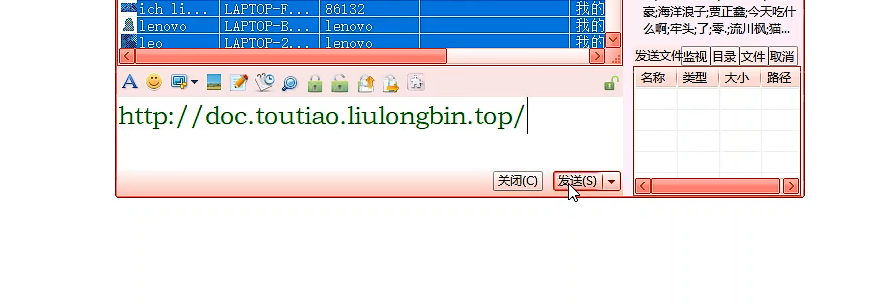 ich li... LAPTOP-F... 86132 我的
lenovo LAPTOP-B... lenovo 我的
leo LAPTOP-2... lenovo 我的
豪;海洋浪子;贾正鑫;今天吃什
么啊;牢头;了;零.;流川枫;猫...
发送文件 监视 目录 文件 取消
名称 类型 大小 路径
http://doc.toutiao.liulongbin.top/
关闭(C) 发送(S)